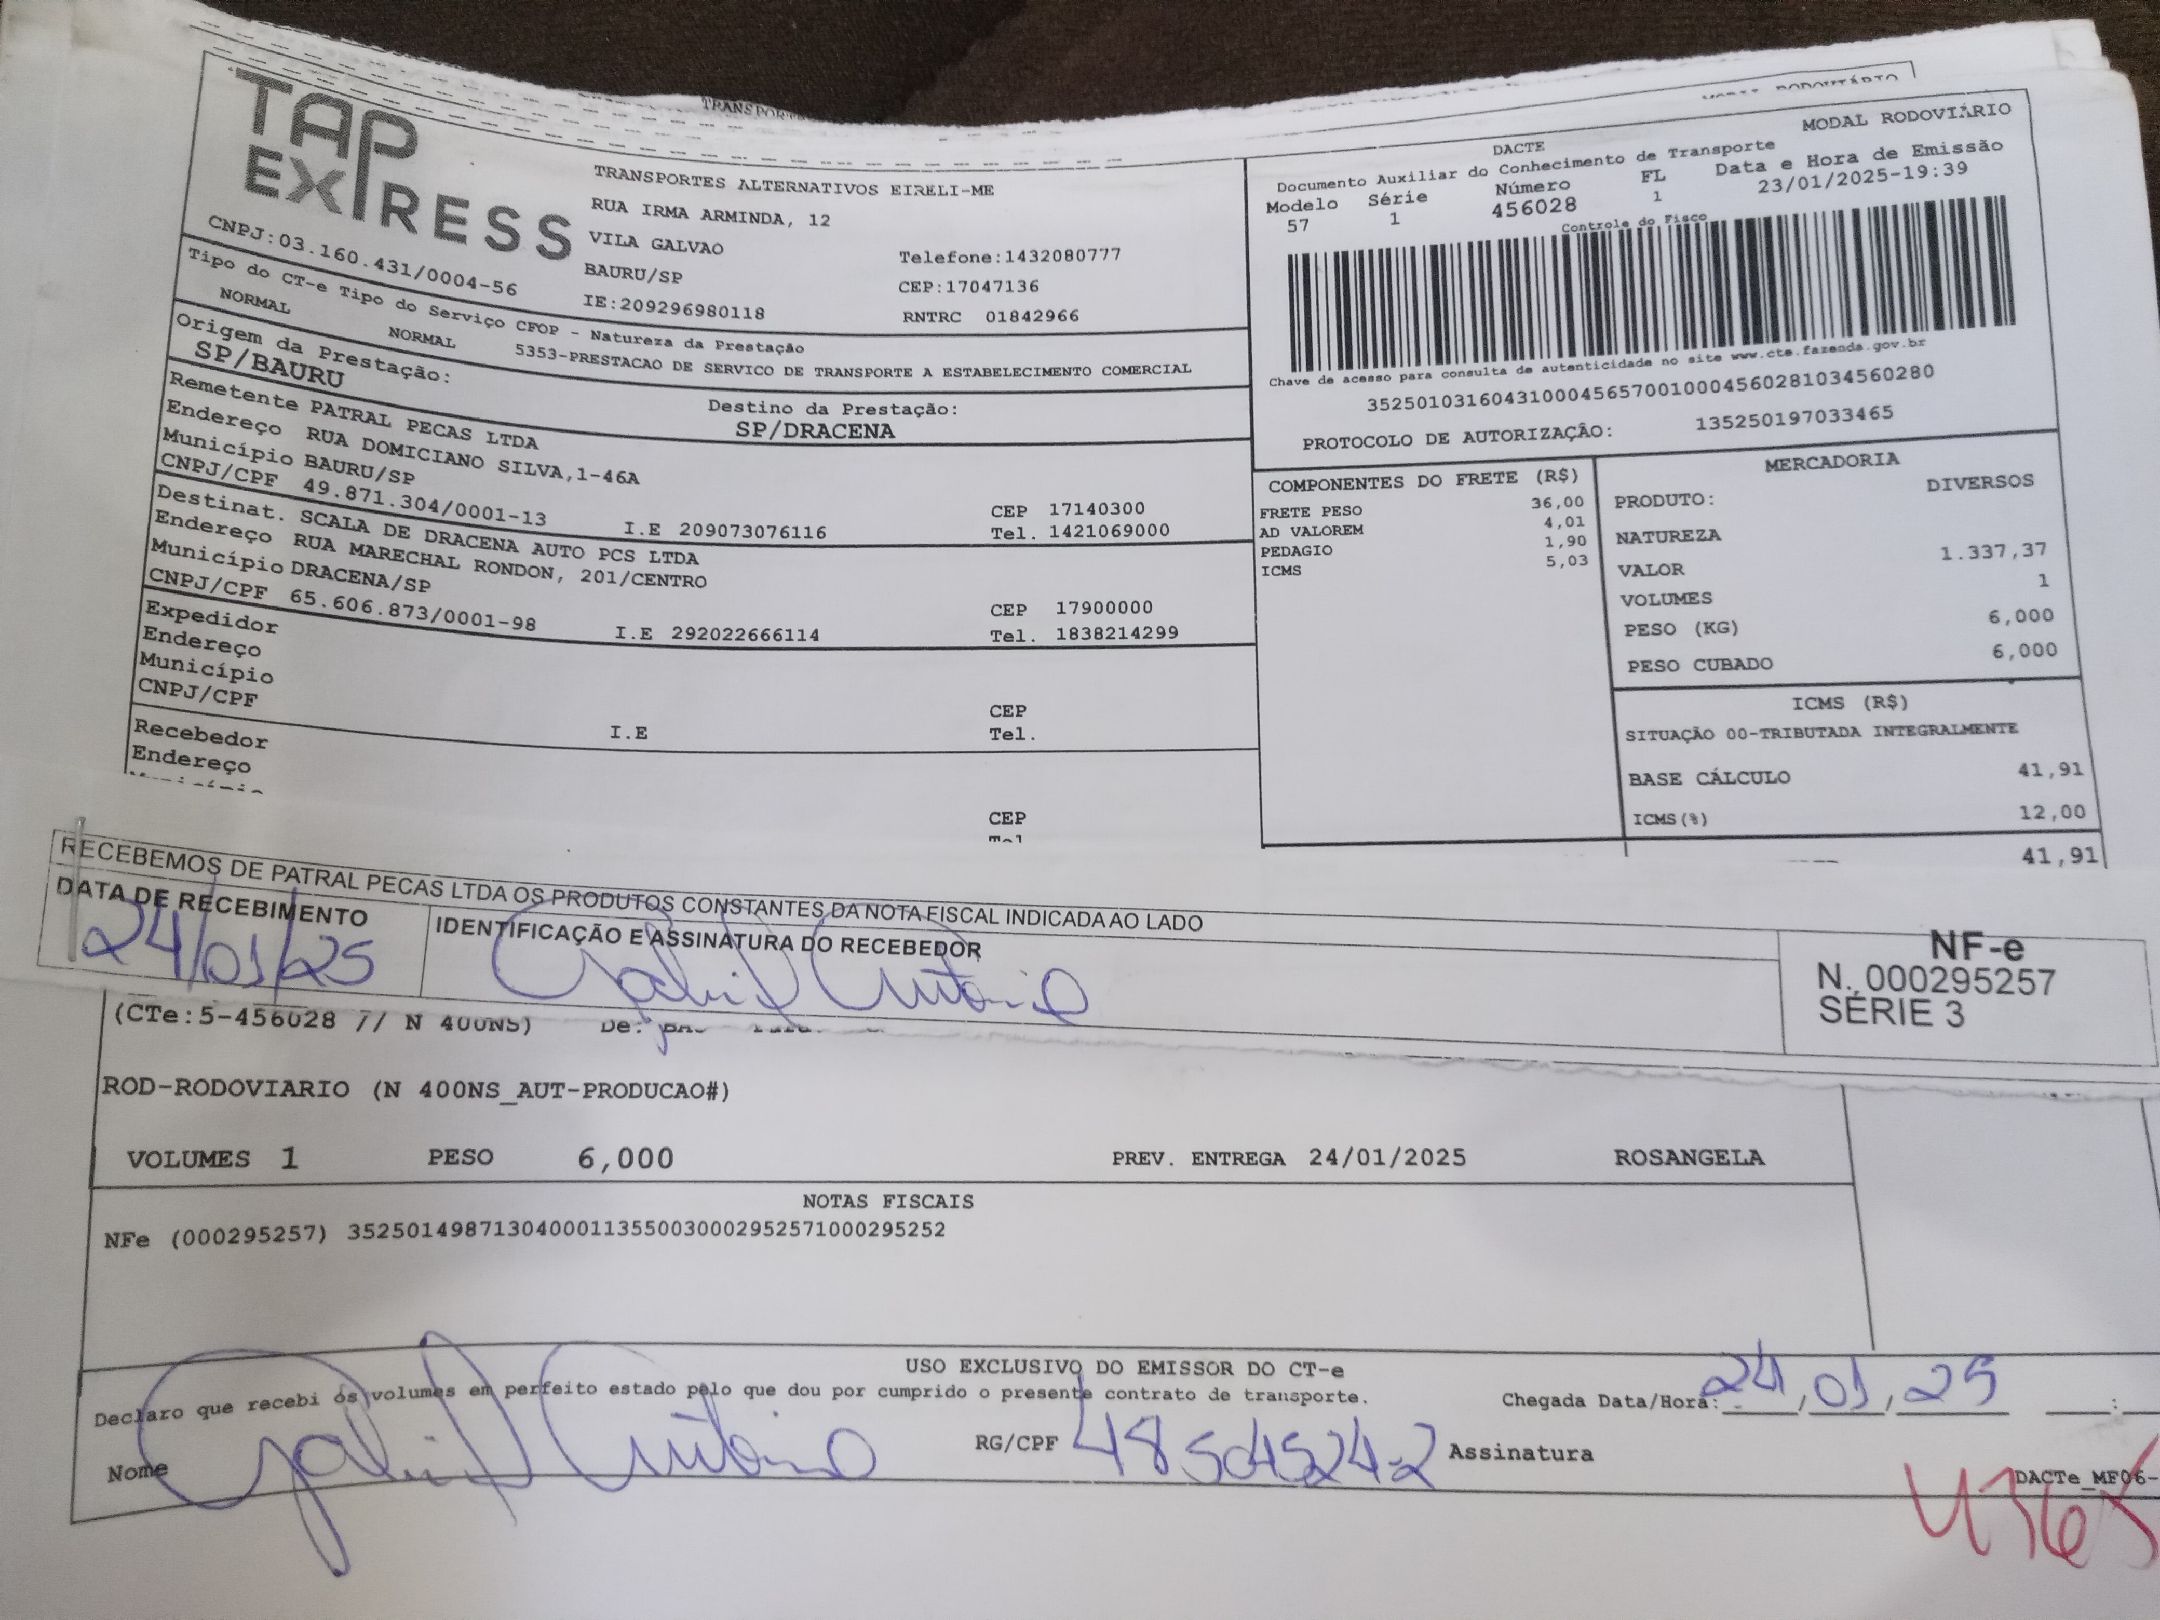 TRANSPOR
MODAL RODOVIÁRIO
TAP
EXPRESS
CNPJ:03.160.431/0004-56
TRANSPORTES ALTERNATIVOS EIRELI-ME
RUA IRMA ARMINDA, 12
VILA GALVAO
BAURU/SP
IE:209296980118
Telefone:1432080777
CEP:17047136
RNTRC 01842966
DACTE
MODAL RODOVIÁRIO
Documento Auxiliar do Conhecimento de Transporte
Modelo Série Número FL Data e Hora de Emissão
57 1 456028 1 23/01/2025-19:39
Controle do Fisco
Chave de acesso para consulta de autenticidade no site www.cte.fazenda.gov.br
35250103160431000456570010004560281034560280
PROTOCOLO DE AUTORIZAÇÃO: 135250197033465
Tipo do CT-e Tipo do Serviço CFOP - Natureza da Prestação
NORMAL NORMAL 5353-PRESTACAO DE SERVICO DE TRANSPORTE A ESTABELECIMENTO COMERCIAL
Origem da Prestação: Destino da Prestação:
SP/BAURU SP/DRACENA
Remetente PATRAL PECAS LTDA
Endereço RUA DOMICIANO SILVA,1-46A
Município BAURU/SP CEP 17140300
CNPJ/CPF 49.871.304/0001-13 I.E 209073076116 Tel. 1421069000
Destinat. SCALA DE DRACENA AUTO PCS LTDA
Endereço RUA MARECHAL RONDON, 201/CENTRO
Município DRACENA/SP CEP 17900000
CNPJ/CPF 65.606.873/0001-98 I.E 292022666114 Tel. 1838214299
Expedidor
Endereço
Município CEP
CNPJ/CPF I.E Tel.
Recebedor
Endereço
Município CEP
Tel
COMPONENTES DO FRETE (R$)
FRETE PESO 36,00
AD VALOREM 4,01
PEDAGIO 1,90
ICMS 5,03
MERCADORIA
PRODUTO: DIVERSOS
NATUREZA
VALOR 1.337,37
VOLUMES 1
PESO (KG) 6,000
PESO CUBADO 6,000
ICMS (R$)
SITUAÇÃO 00-TRIBUTADA INTEGRALMENTE
BASE CÁLCULO 41,91
ICMS(%) 12,00
41,91
RECEBEMOS DE PATRAL PECAS LTDA OS PRODUTOS CONSTANTES DA NOTA FISCAL INDICADA AO LADO
DATA DE RECEBIMENTO IDENTIFICAÇÃO E ASSINATURA DO RECEBEDOR
24/01/25 Gabriel Antonio
NF-e
N. 000295257
SÉRIE 3
(CTe:5-456028 // N 400NS) De:
ROD-RODOVIARIO (N 400NS_AUT-PRODUCAO#)
VOLUMES 1 PESO 6,000 PREV. ENTREGA 24/01/2025 ROSANGELA
NOTAS FISCAIS
NFe (000295257) 35250149871304000113550030002952571000295252
USO EXCLUSIVO DO EMISSOR DO CT-e
Declaro que recebi os volumes em perfeito estado pelo que dou por cumprido o presente contrato de transporte. Chegada Data/Hora: 24/01/25 :
Nome Gabriel Antonio RG/CPF 48504524-2 Assinatura
DACTe_MF06-